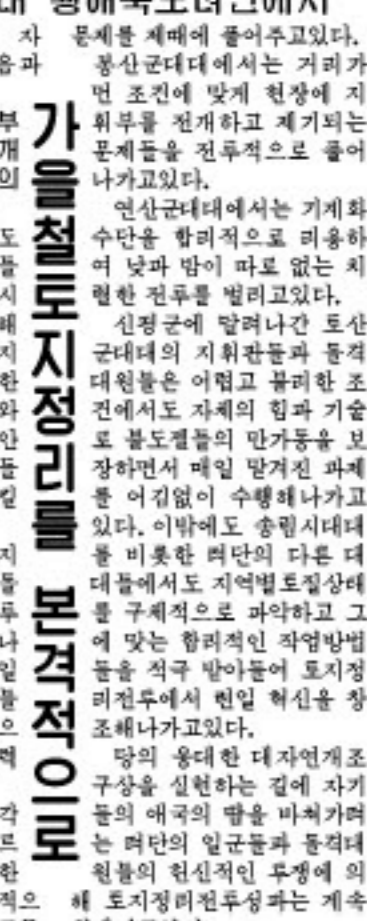 가을철토지정리를 본격적으로
문제를 제때에 풀어주고있다.
봉산군대대에서는 거리가
먼 조건에 맞게 현장에 지
휘부를 전개하고 제기되는
문제들을 전투적으로 풀어
나가고있다.
연산군대대에서는 기계화
수단을 합리적으로 리용하
여 낮과 밤이 따로 없는 치
렬한 전투를 벌리고있다.
신평군에 달려나간 토산
군대대의 지휘관들과 돌격
대원들은 어렵고 불리한 조
건에서도 자체의 힘과 기술
로 불도젤들의 만가동을 보
장하면서 매일 맡겨진 과제
를 어김없이 수행해나가고
있다. 이밖에도 송림시대대
를 비롯한 려단의 다른 대
대들에서도 지역별토질상태
를 구체적으로 파악하고 그
에 맞는 합리적인 작업방법
들을 적극 받아들여 토지정
리전투에서 련일 혁신을 창
조해나가고있다.
당의 웅대한 대자연개조
구상을 실현하는 길에 자기
들의 애국의 땀을 바쳐가려
는 려단의 일군들과 돌격대
원들의 헌신적인 투쟁에 의
해 토지정리전투성과는 계속